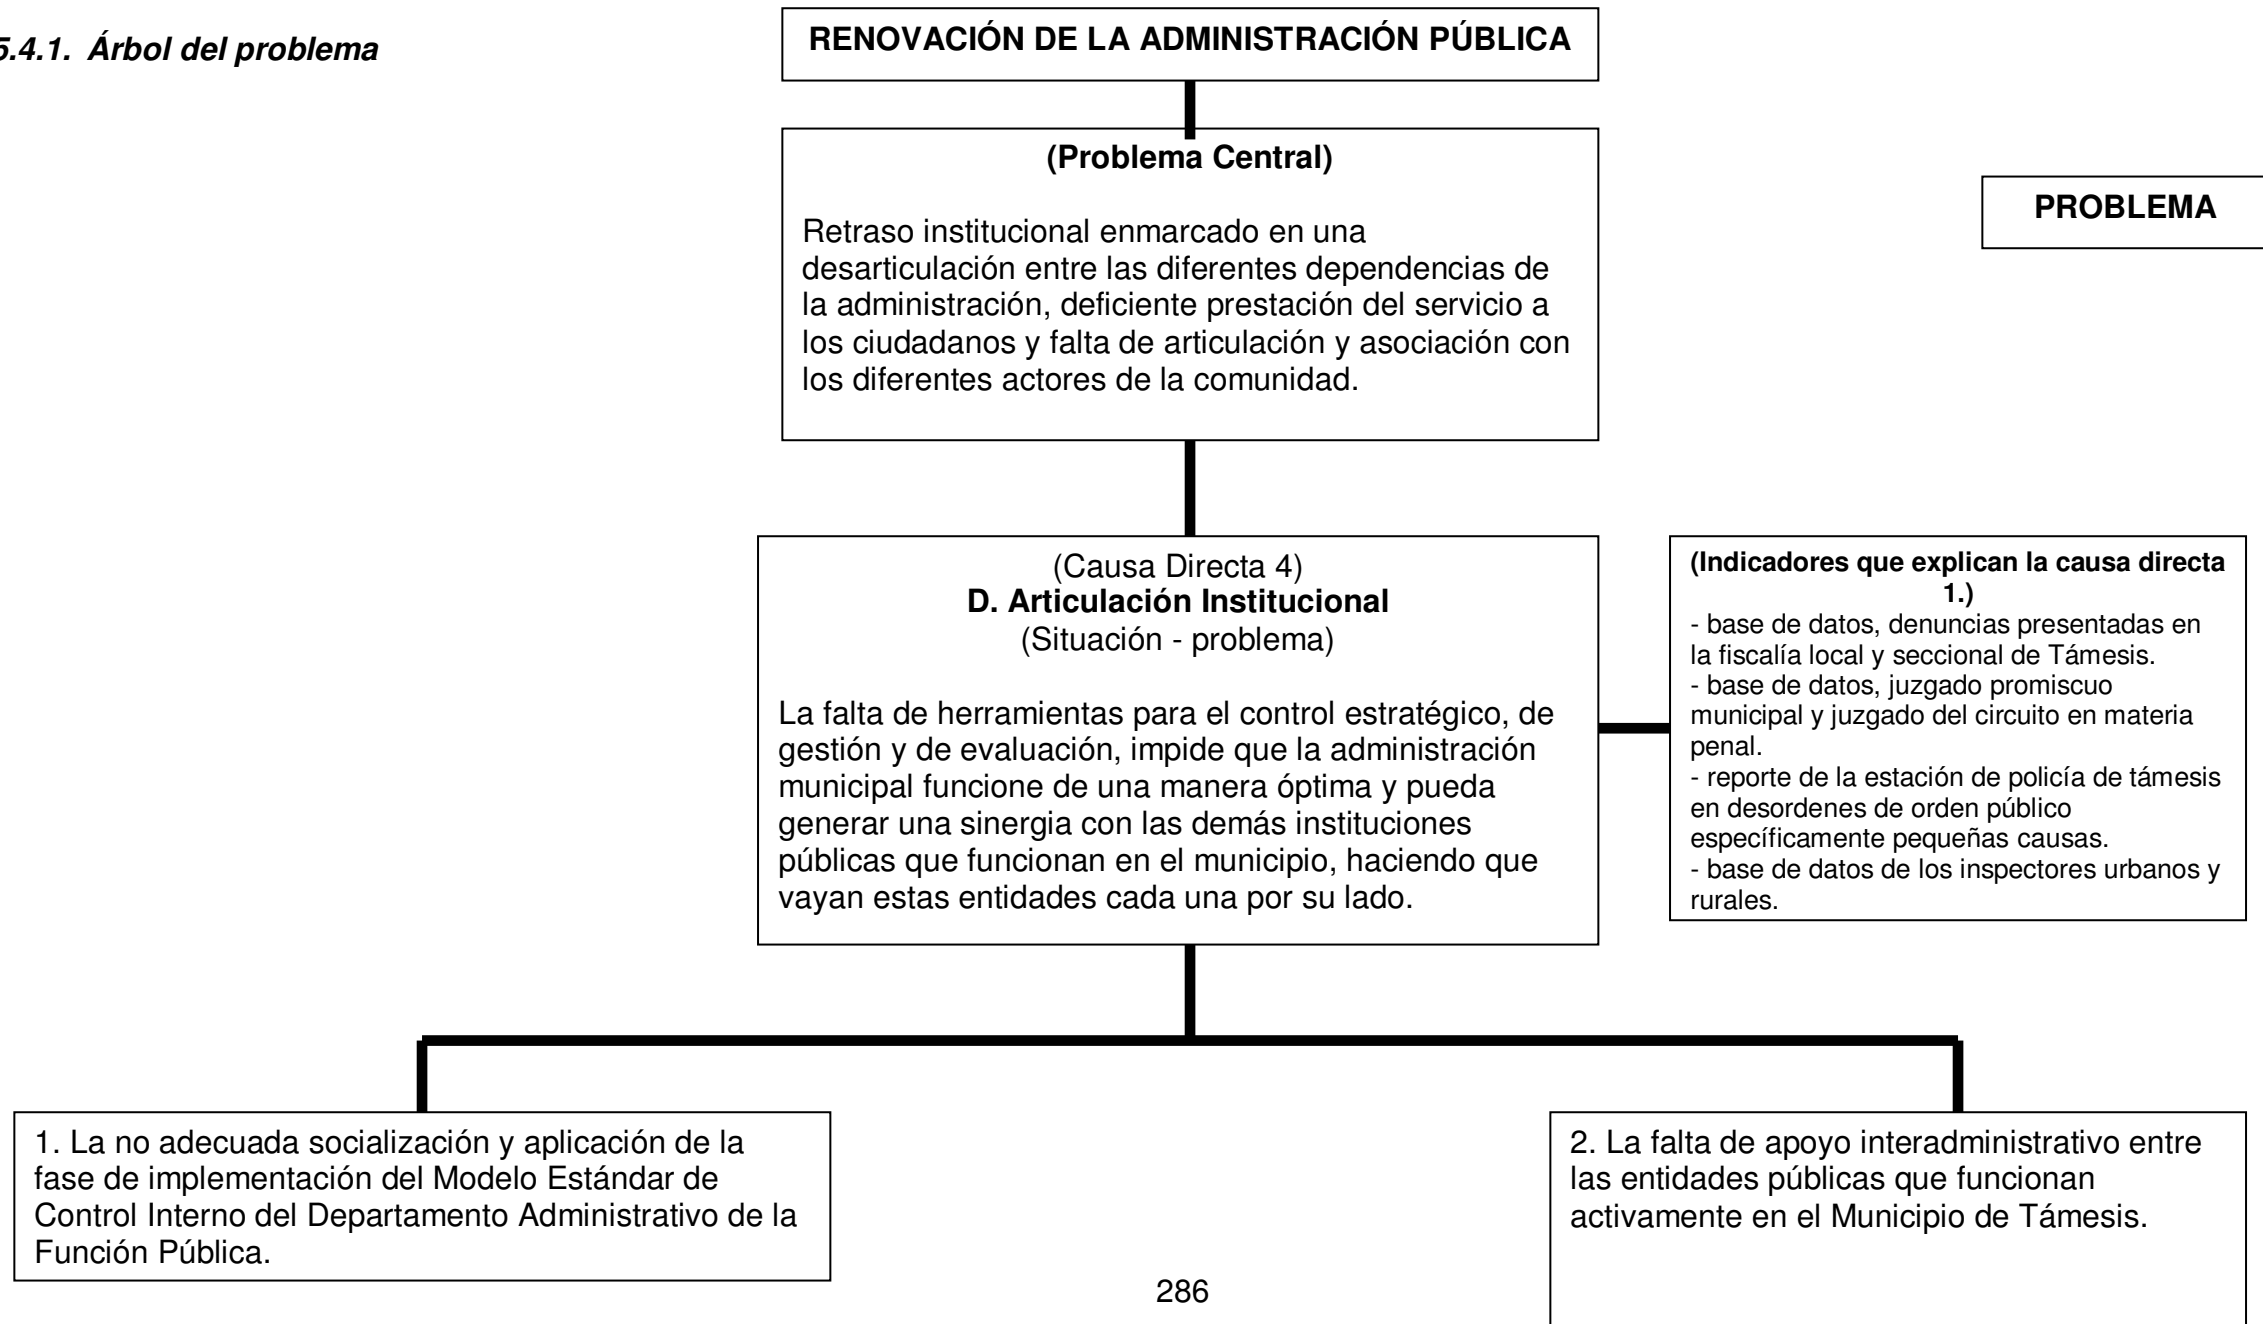 5.4.1. Árbol del problema
RENOVACIÓN DE LA ADMINISTRACIÓN PÚBLICA
(Problema Central)
Retraso institucional enmarcado en una
desarticulación entre las diferentes dependencias de
la administración, deficiente prestación del servicio a
los ciudadanos y falta de articulación y asociación con
los diferentes actores de la comunidad.
PROBLEMA
(Causa Directa 4)
D. Articulación Institucional
(Situación - problema)
La falta de herramientas para el control estratégico, de
gestión y de evaluación, impide que la administración
municipal funcione de una manera óptima y pueda
generar una sinergia con las demás instituciones
públicas que funcionan en el municipio, haciendo que
vayan estas entidades cada una por su lado.
(Indicadores que explican la causa directa
1.)
- base de datos, denuncias presentadas en
la fiscalía local y seccional de Támesis.
- base de datos, juzgado promiscuo
municipal y juzgado del circuito en materia
penal.
- reporte de la estación de policía de támesis
en desordenes de orden público
específicamente pequeñas causas.
- base de datos de los inspectores urbanos y
rurales.
1. La no adecuada socialización y aplicación de la
fase de implementación del Modelo Estándar de
Control Interno del Departamento Administrativo de la
Función Pública.
2. La falta de apoyo interadministrativo entre
las entidades públicas que funcionan
activamente en el Municipio de Támesis.
286